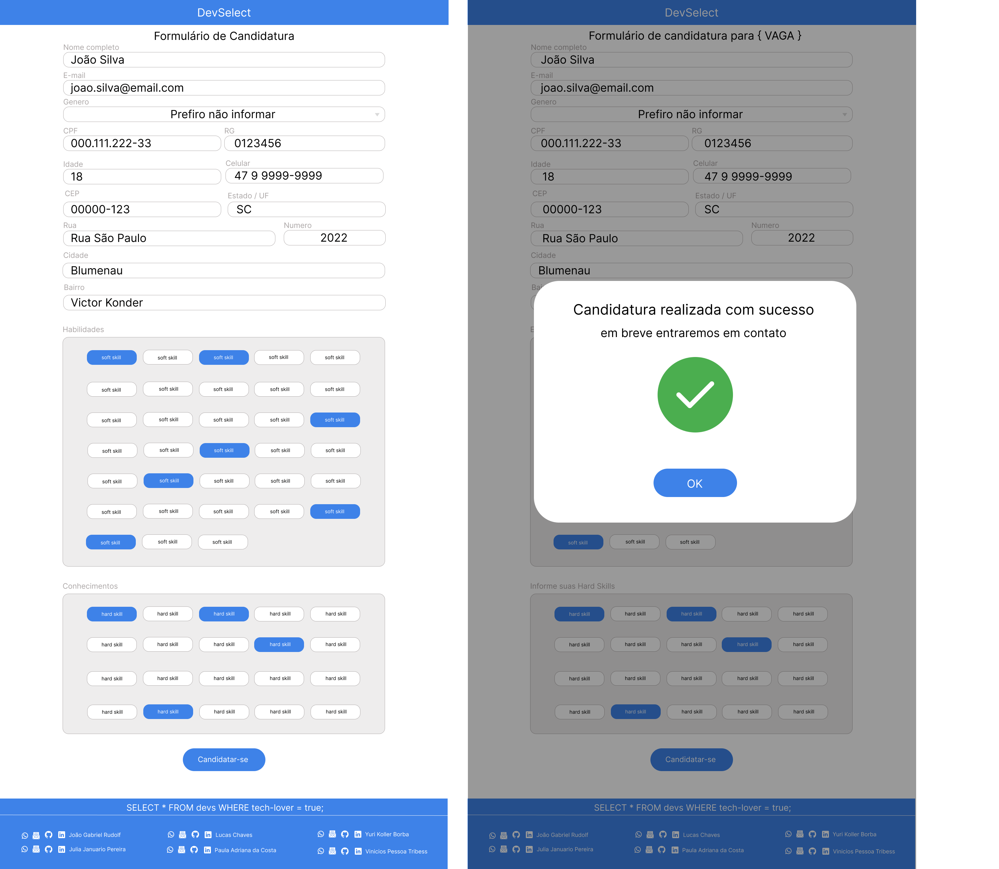 DevSelect
Formulário de Candidatura
Nome completo
João Silva
E-mail
joao.silva@email.com
Genero
Prefiro não informar
CPF RG
000.111.222-33 0123456
Idade Celular
18 47 9 9999-9999
CEP Estado / UF
00000-123 SC
Rua Numero
Rua São Paulo 2022
Cidade
Blumenau
Bairro
Victor Konder
Habilidades
soft skill soft skill soft skill soft skill soft skill
soft skill soft skill soft skill soft skill soft skill
soft skill soft skill soft skill soft skill soft skill
soft skill soft skill soft skill soft skill soft skill
soft skill soft skill soft skill soft skill soft skill
soft skill soft skill soft skill soft skill soft skill
soft skill soft skill soft skill
Conhecimentos
hard skill hard skill hard skill hard skill hard skill
hard skill hard skill hard skill hard skill hard skill
hard skill hard skill hard skill hard skill hard skill
hard skill hard skill hard skill hard skill hard skill
Candidatar-se
SELECT * FROM devs WHERE tech-lover = true;
João Gabriel Rudolf Lucas Chaves Yuri Koller Borba
Julia Januario Pereira Paula Adriana da Costa Vinicios Pessoa Tribess
DevSelect
Formulário de candidatura para { VAGA }
Nome completo
João Silva
E-mail
joao.silva@email.com
Genero
Prefiro não informar
CPF RG
000.111.222-33 0123456
Idade Celular
18 47 9 9999-9999
CEP Estado / UF
00000-123 SC
Rua Numero
Rua São Paulo 2022
Cidade
Blumenau
Candidatura realizada com sucesso
em breve entraremos em contato
OK
soft skill soft skill soft skill
Informe suas Hard Skills
hard skill hard skill hard skill hard skill hard skill
hard skill hard skill hard skill hard skill hard skill
hard skill hard skill hard skill hard skill hard skill
hard skill hard skill hard skill hard skill hard skill
Candidatar-se
SELECT * FROM devs WHERE tech-lover = true;
João Gabriel Rudolf Lucas Chaves Yuri Koller Borba
Julia Januario Pereira Paula Adriana da Costa Vinicios Pessoa Tribess